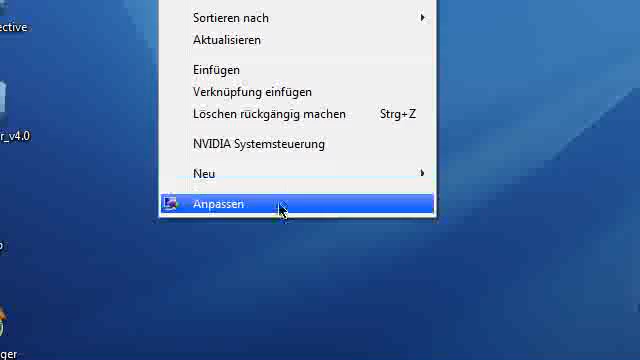 Sortieren nach
ective
Aktualisieren
Einfügen
Verknüpfung einfügen
Löschen rückgängig machen Strg+Z
r_v4.0
NVIDIA Systemsteuerung
Neu
Anpassen
ger